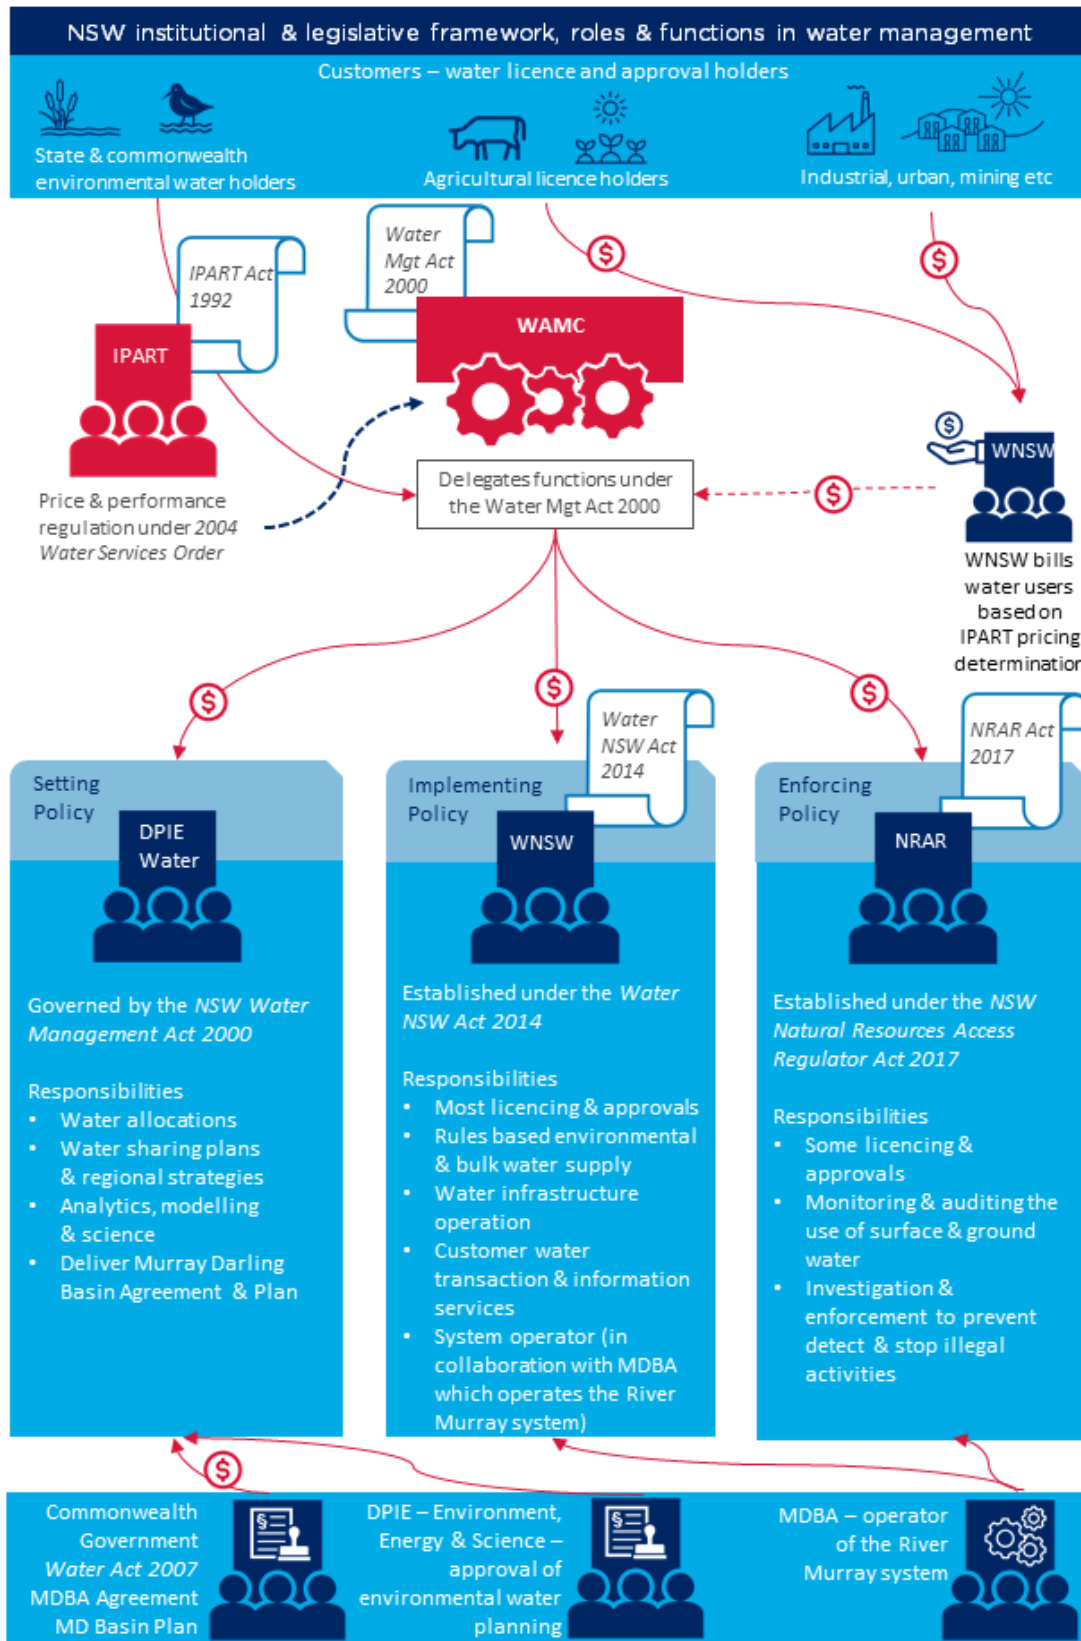 NSW institutional & legislative framework, roles & functions in water management
Customers – water licence and approval holders
State & commonwealth
environmental water holders
Agricultural licence holders
Industrial, urban, mining etc
IPART Act
1992
Water
Mgt Act
2000
IPART
WAMC
$
$
Price & performance
regulation under 2004
Water Services Order
Delegates functions under
the Water Mgt Act 2000
$
$
WNSW
WNSW bills
water users
based on
IPART pricing
determination
$
$
$
Water
NSW Act
2014
NRAR Act
2017
Setting
Policy
DPIE
Water
Governed by the NSW Water
Management Act 2000
Responsibilities
• Water allocations
• Water sharing plans
& regional strategies
• Analytics, modelling
& science
• Deliver Murray Darling
Basin Agreement & Plan
Implementing
Policy
WNSW
Established under the Water
NSW Act 2014
Responsibilities
• Most licencing & approvals
• Rules based environmental
& bulk water supply
• Water infrastructure
operation
• Customer water
transaction & information
services
• System operator (in
collaboration with MDBA
which operates the River
Murray system)
Enforcing
Policy
NRAR
Established under the NSW
Natural Resources Access
Regulator Act 2017
Responsibilities
• Some licencing &
approvals
• Monitoring & auditing the
use of surface & ground
water
• Investigation &
enforcement to prevent
detect & stop illegal
activities
$
Commonwealth
Government
Water Act 2007
MDBA Agreement
MD Basin Plan
§
DPIE – Environment,
Energy & Science –
approval of
environmental water
planning
§
MDBA – operator
of the River
Murray system